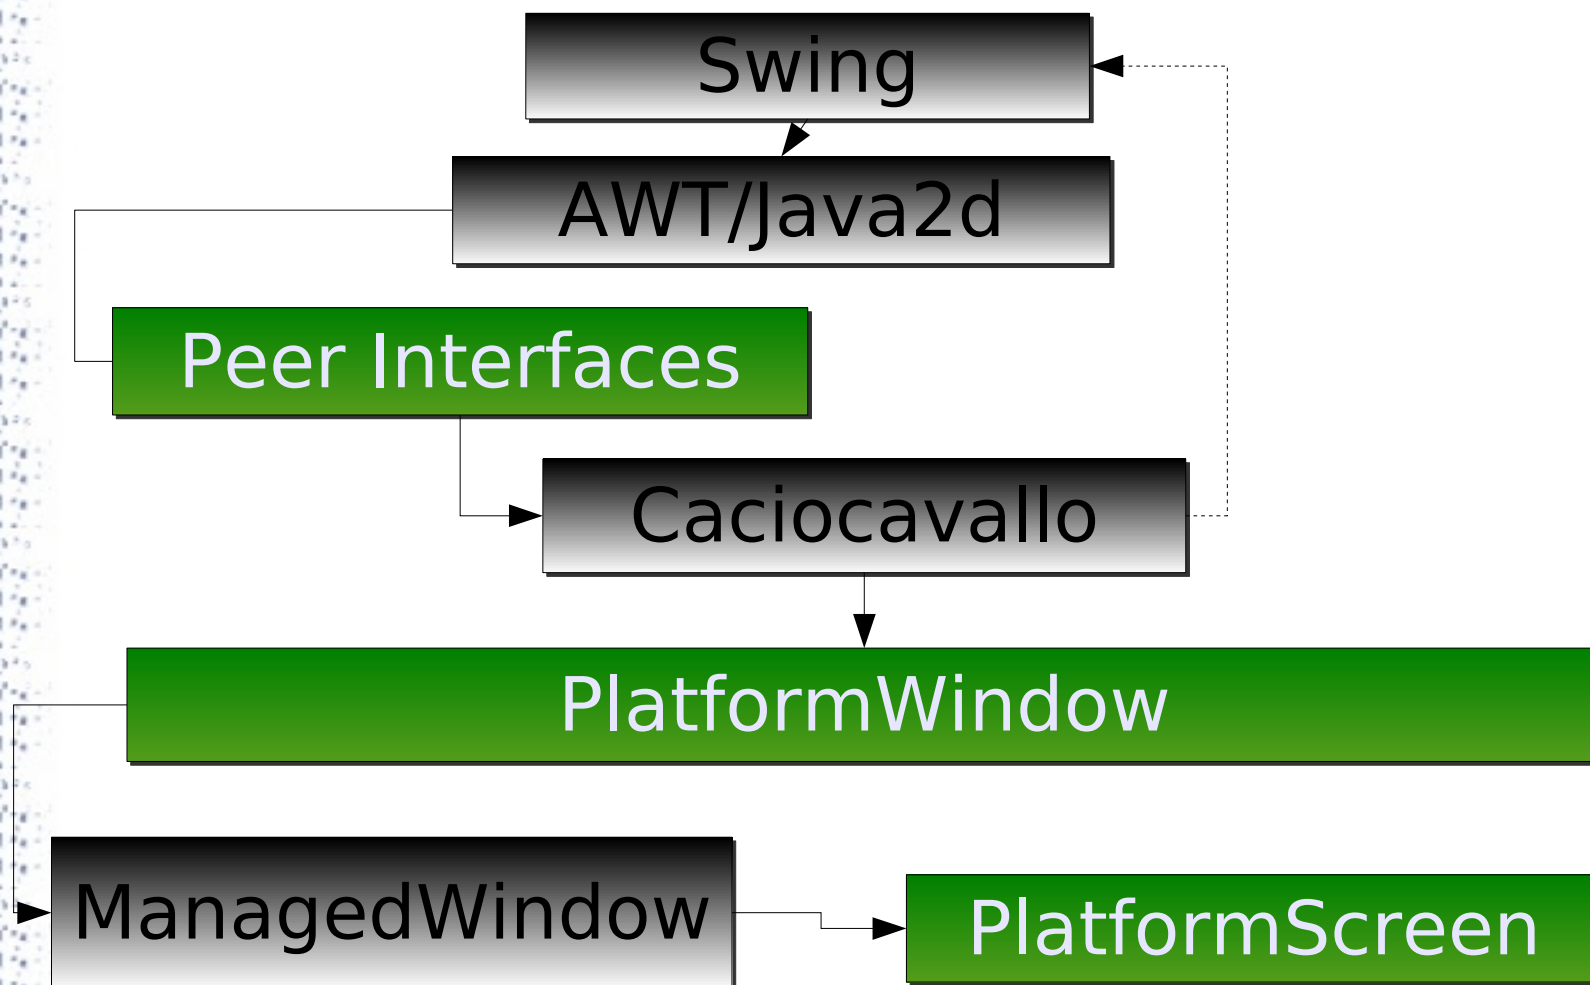 Swing
AWT/Java2d
Peer Interfaces
Caciocavallo
PlatformWindow
ManagedWindow
PlatformScreen